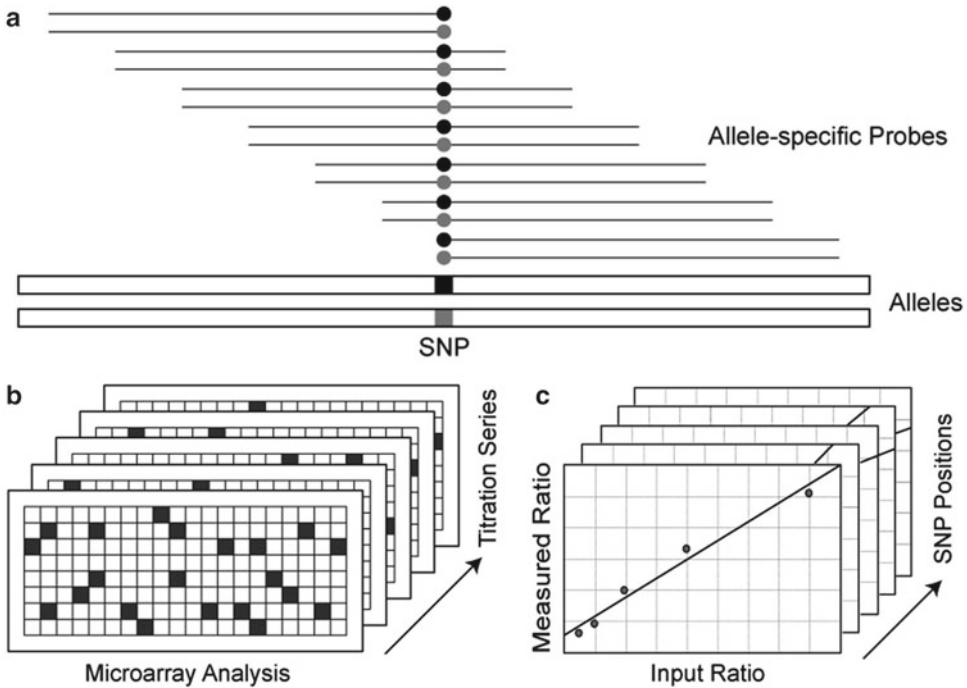 a
Allele-specific Probes
Alleles
SNP
b
Titration Series
Microarray Analysis
c
Measured Ratio
SNP Positions
Input Ratio